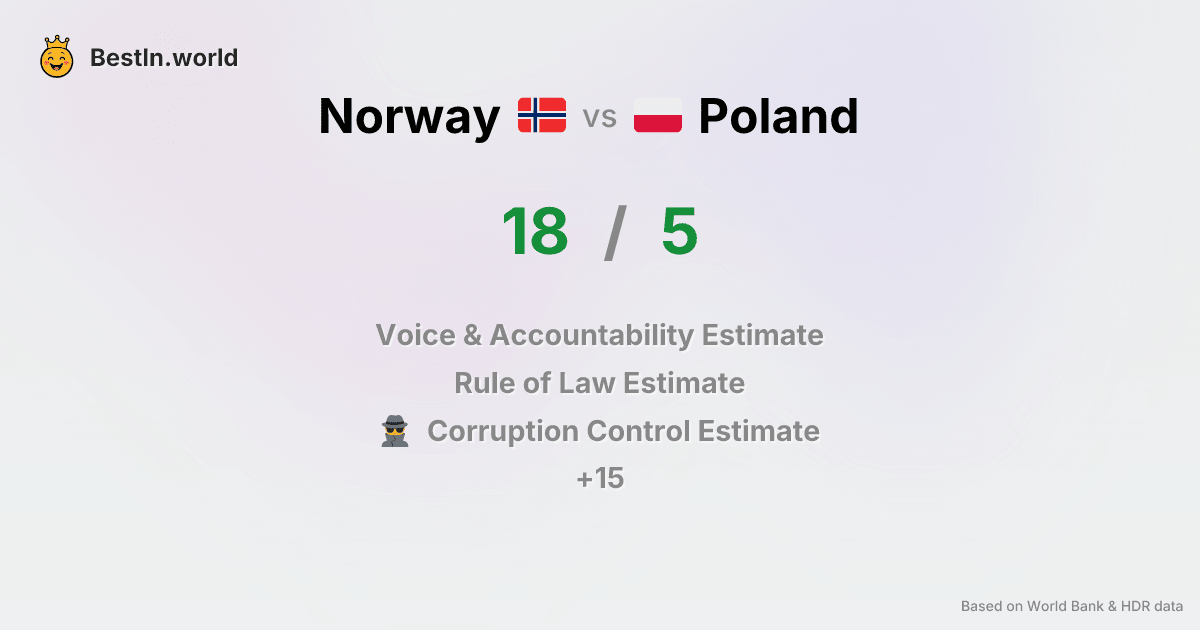 BestIn.world
Norway vs Poland
18 / 5
Voice & Accountability Estimate
Rule of Law Estimate
Corruption Control Estimate
+15
Based on World Bank & HDR data